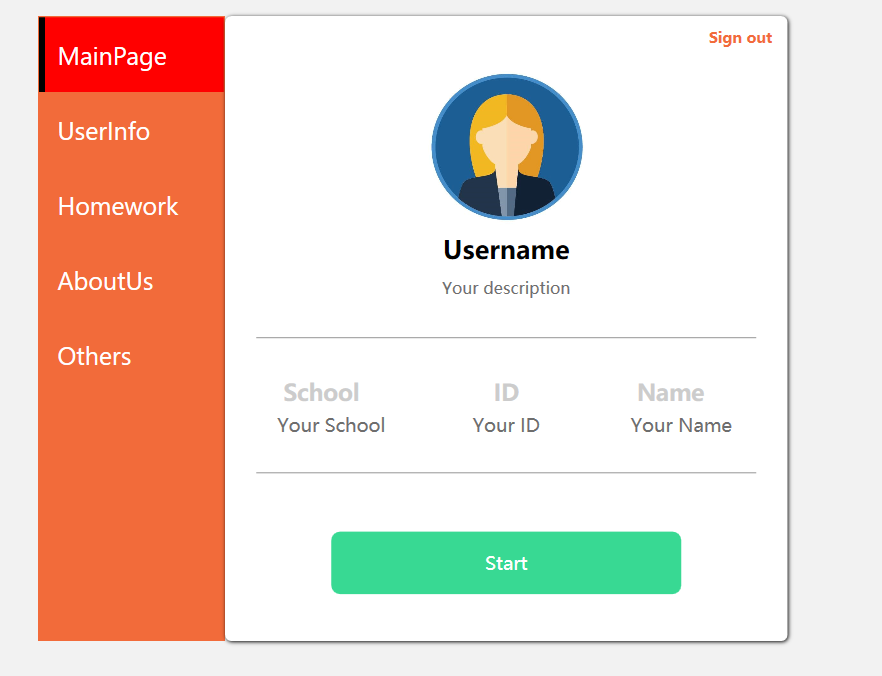 MainPage
UserInfo
Homework
AboutUs
Others
Sign out
Username
Your description
School ID Name
Your School Your ID Your Name
Start